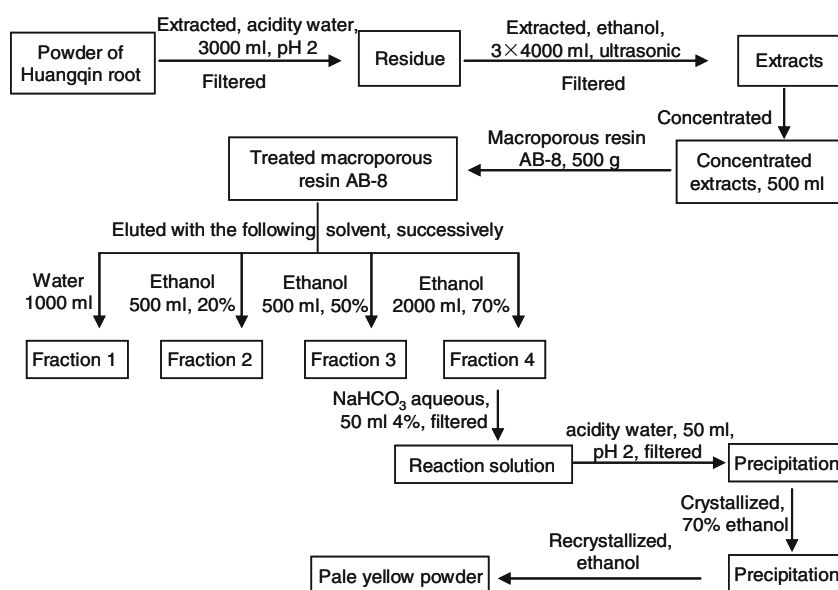 Extracted, acidity water,
3000 ml, pH 2
Filtered
Powder of
Huangqin root
Residue
Extracted, ethanol,
3×4000 ml, ultrasonic
Filtered
Extracts
Concentrated
Concentrated
extracts, 500 ml
Macroporous resin
AB-8, 500 g
Treated macroporous
resin AB-8
Eluted with the following solvent, successively
Water
1000 ml
Ethanol
500 ml, 20%
Ethanol
500 ml, 50%
Ethanol
2000 ml, 70%
Fraction 1
Fraction 2
Fraction 3
Fraction 4
NaHCO₃ aqueous,
50 ml 4%, filtered
Reaction solution
acidity water, 50 ml,
pH 2, filtered
Precipitation
Crystallized,
70% ethanol
Precipitation
Recrystallized,
ethanol
Pale yellow powder